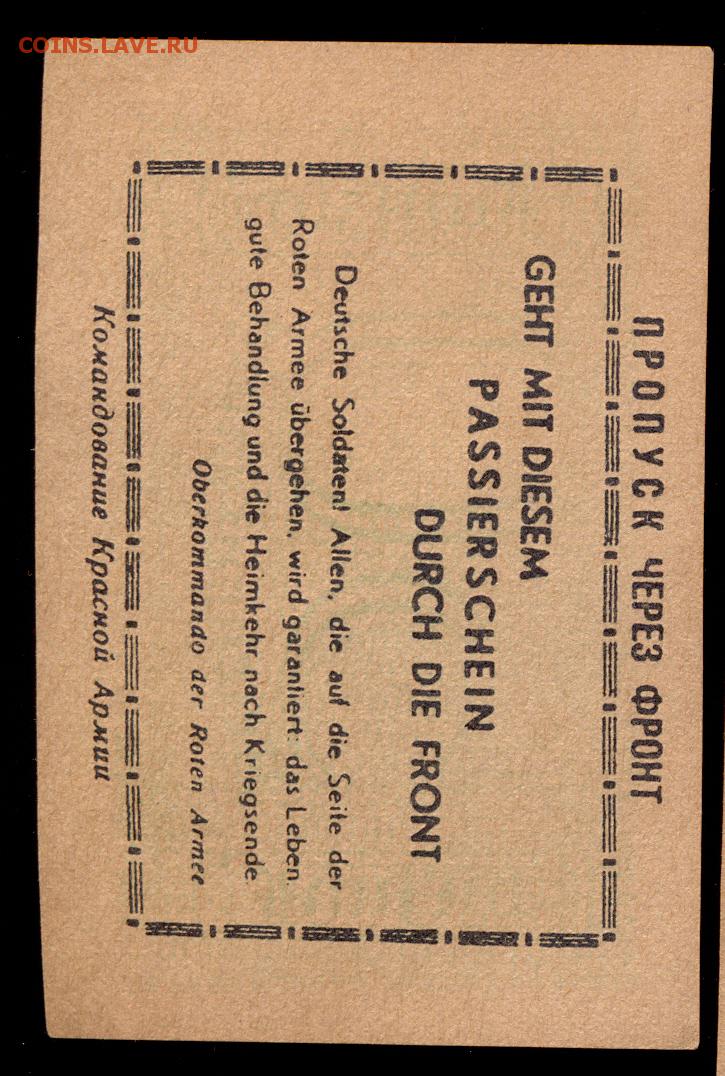 COINS.LAVE.RU
ПРОПУСК ЧЕРЕЗ ФРОНТ
GEHT MIT DIESEM
PASSIERSCHEIN
DURCH DIE FRONT
Deutsche Soldaten! Allen, die auf die Seite der
Roten Armee übergehen, wird garantiert: das Leben,
gute Behandlung und die Heimkehr nach Kriegsende.
Oberkommando der Roten Armee
Командование Красной Армии